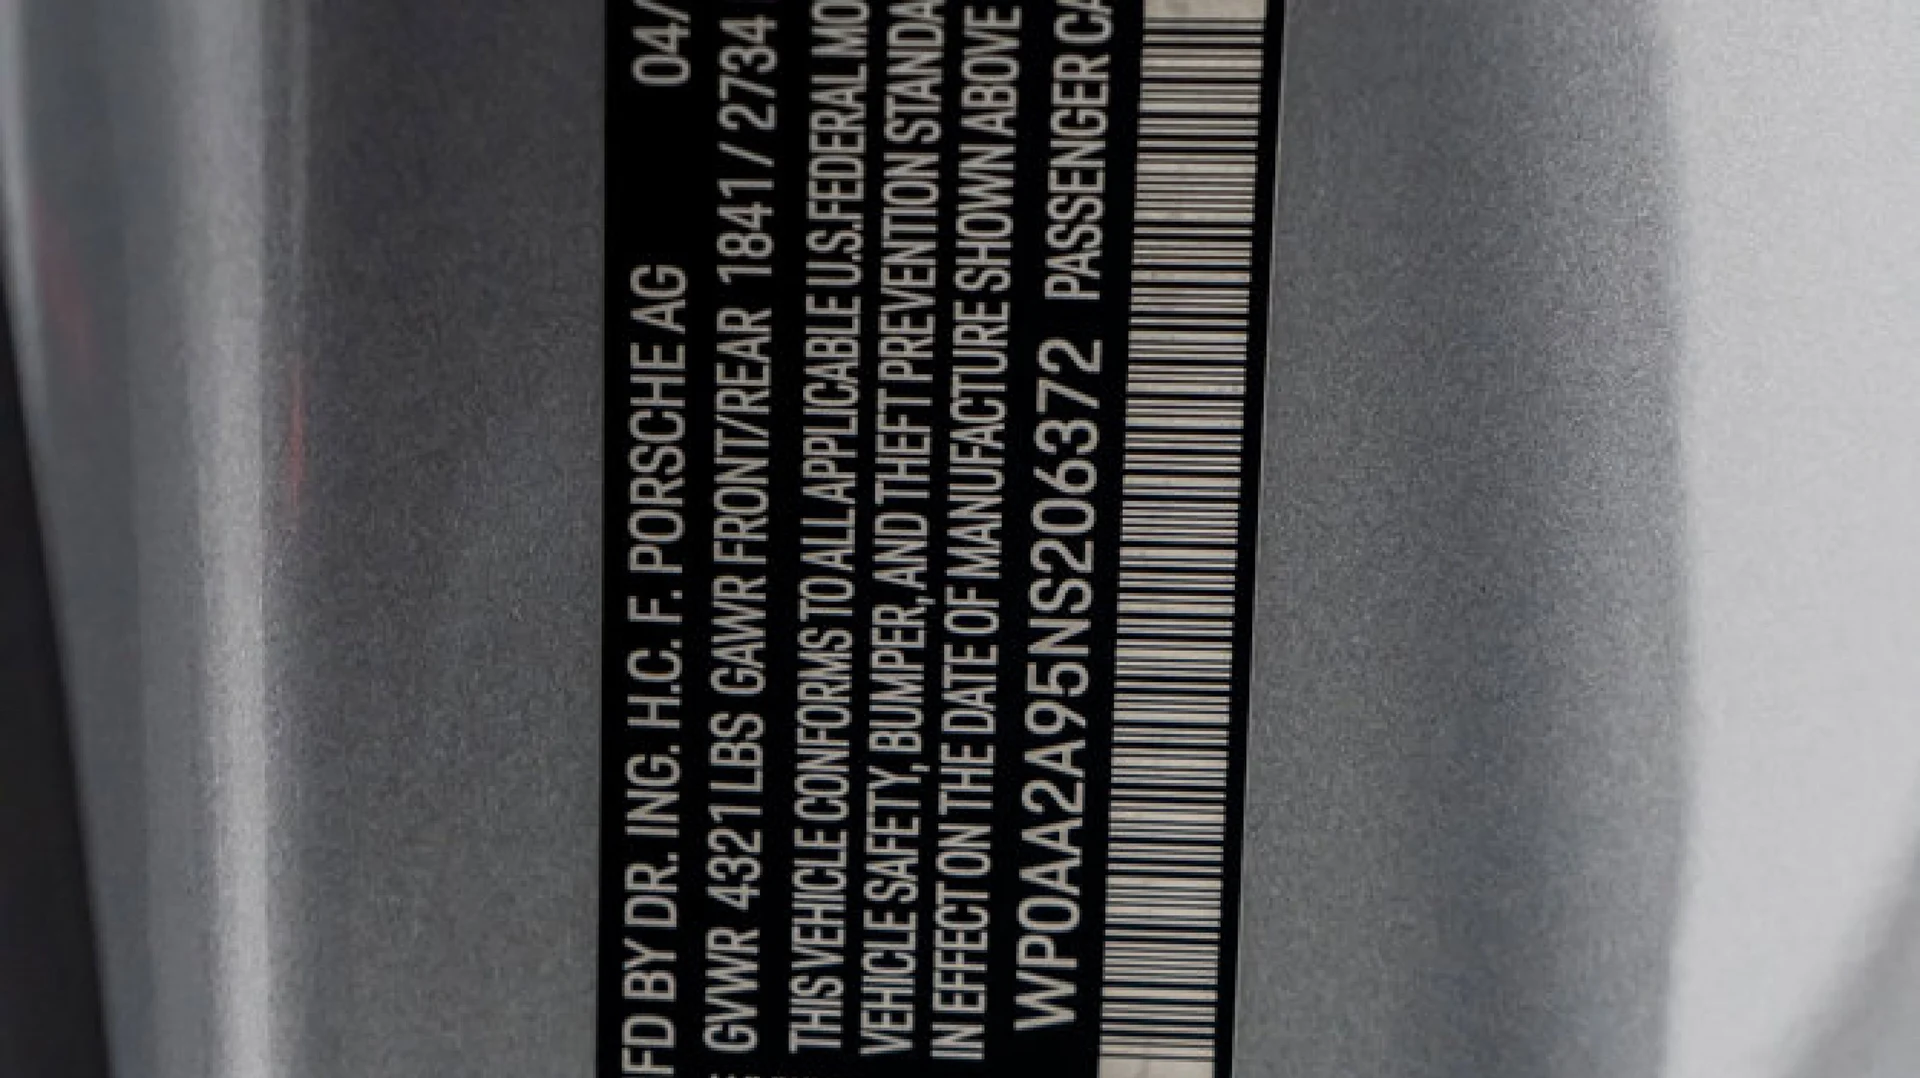 FD BY DR. ING. H.C. F. PORSCHE AG 04/
GVWR 4321 LBS GAWR FRONT/REAR 1841 / 2734
THIS VEHICLE CONFORMS TO ALL APPLICABLE U.S.FEDERAL MO
VEHICLE SAFETY, BUMPER, AND THEFT PREVENTION STANDA
IN EFFECT ON THE DATE OF MANUFACTURE SHOWN ABOVE
WP0AA2A95NS206372 PASSENGER CA